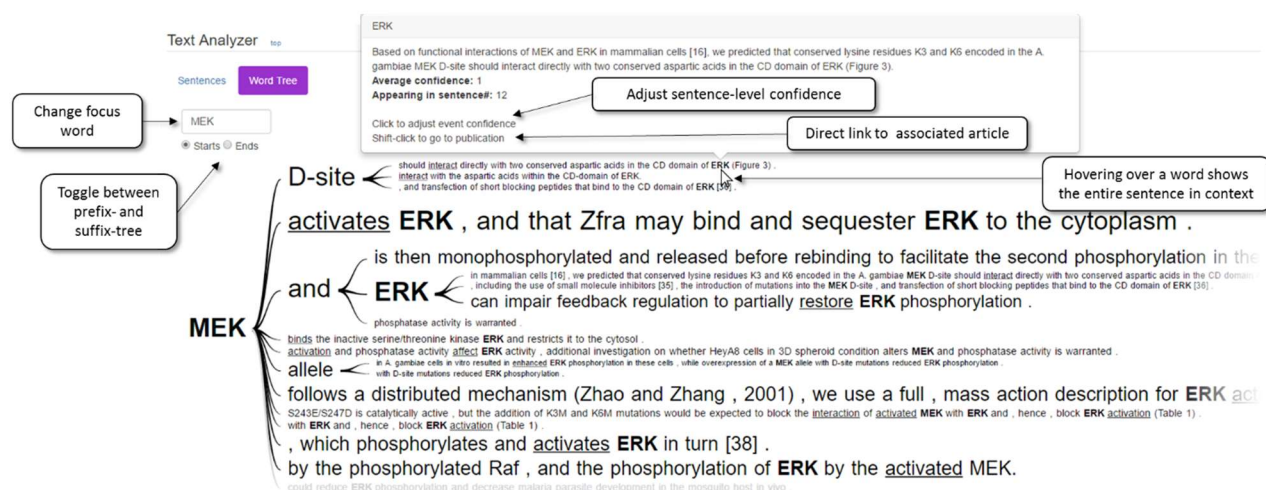 ERK
Text Analyzer top
Based on functional interactions of MEK and ERK in mammalian cells [16], we predicted that conserved lysine residues K3 and K6 encoded in the A.
gambiae MEK D-site should interact directly with two conserved aspartic acids in the CD domain of ERK (Figure 3).
Average confidence: 1
Appearing in sentence#: 12
Click to adjust event confidence
Shift-click to go to publication
Sentences
Word Tree
Adjust sentence-level confidence
Direct link to associated article
Change focus
word
MEK
Starts Ends
Toggle between
prefix- and
suffix-tree
Hovering over a word shows
the entire sentence in context
MEK
D-site
should interact directly with two conserved aspartic acids in the CD domain of ERK (Figure 3) .
interact with the aspartic acids within the CD-domain of ERK.
, and transfection of short blocking peptides that bind to the CD domain of ERK
activates ERK , and that Zfra may bind and sequester ERK to the cytoplasm .
and
is then monophosphorylated and released before rebinding to facilitate the second phosphorylation in the
ERK
in mammalian cells [16] , we predicted that conserved lysine residues K3 and K6 encoded in the A. gambiae MEK D-site should interact directly with two conserved aspartic acids in the CD domain
, including the use of small molecule inhibitors [35] , the introduction of mutations into the MEK D-site , and transfection of short blocking peptides that bind to the CD domain of ERK [36] .
can impair feedback regulation to partially restore ERK phosphorylation .
phosphatase activity is warranted .
binds the inactive serine/threonine kinase ERK and restricts it to the cytosol .
activation and phosphatase activity affect ERK activity , additional investigation on whether HeyA8 cells in 3D spheroid condition alters MEK and phosphatase activity is warranted .
allele
in A. gambiae cells in vitro resulted in enhanced ERK phosphorylation in these cells , while overexpression of a MEK allele with D-site mutations reduced ERK phosphorylation .
with D-site mutations reduced ERK phosphorylation .
follows a distributed mechanism (Zhao and Zhang , 2001) , we use a full , mass action description for ERK
S243E/S247D is catalytically active , but the addition of K3M and K6M mutations would be expected to block the interaction of activated MEK with ERK and , hence , block ERK activation (Table 1) .
with ERK and , hence , block ERK activation (Table 1) .
, which phosphorylates and activates ERK in turn [38] .
by the phosphorylated Raf , and the phosphorylation of ERK by the activated MEK.
could reduce ERK phosphorylation and decrease malaria parasite development in the mosquito host in vivo